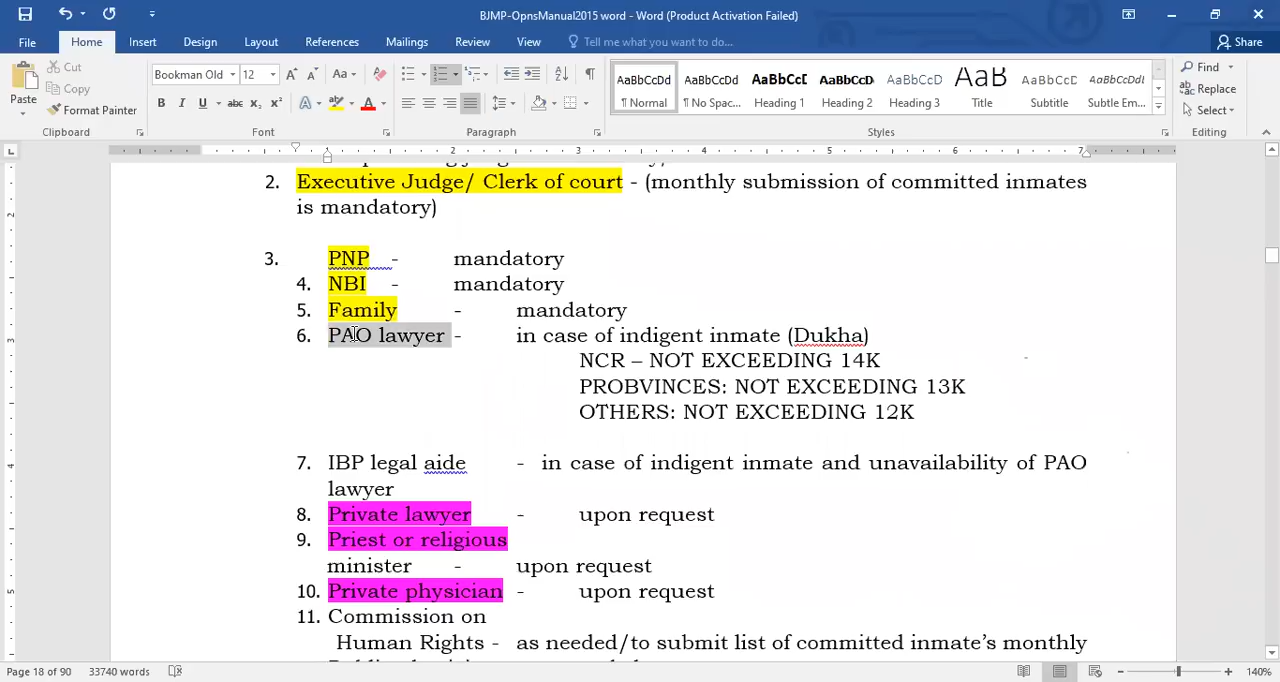 BJMP-OpnsManual2015 word - Word (Product Activation Failed)
File Home Insert Design Layout References Mailings Review View Tell me what you want to do... Share
Paste Cut Copy Format Painter
Clipboard
Bookman Old 12
B I U abc x₂ x² A A Aa
Font
Paragraph
AaBbCcDd ¶ Normal
AaBbCcDd ¶ No Spac...
AaBbCcI Heading 1
AaBbCc Heading 2
AaBbCcDd Heading 3
AaB Title
AaBbCcD Subtitle
AaBbCcDdI Subtle Em...
Styles
Find
Replace
Select
Editing
2. Executive Judge/ Clerk of court - (monthly submission of committed inmates
is mandatory)
3. PNP - mandatory
4. NBI - mandatory
5. Family - mandatory
6. PAO lawyer - in case of indigent inmate (Dukha)
NCR – NOT EXCEEDING 14K
PROBVINCES: NOT EXCEEDING 13K
OTHERS: NOT EXCEEDING 12K
7. IBP legal aide - in case of indigent inmate and unavailability of PAO
lawyer
8. Private lawyer - upon request
9. Priest or religious
minister - upon request
10. Private physician - upon request
11. Commission on
Human Rights - as needed/to submit list of committed inmate’s monthly
Page 18 of 90 33740 words 140%